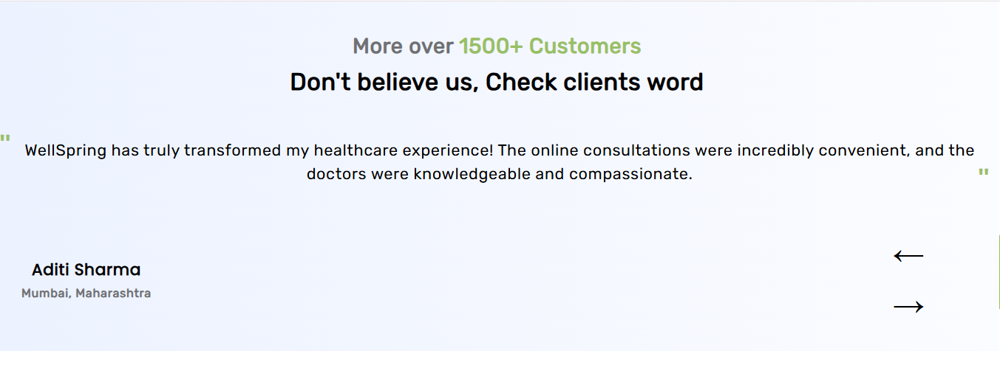 More over 1500+ Customers
Don't believe us, Check clients word
"
WellSpring has truly transformed my healthcare experience! The online consultations were incredibly convenient, and the
doctors were knowledgeable and compassionate.
"
Aditi Sharma
Mumbai, Maharashtra
←
→